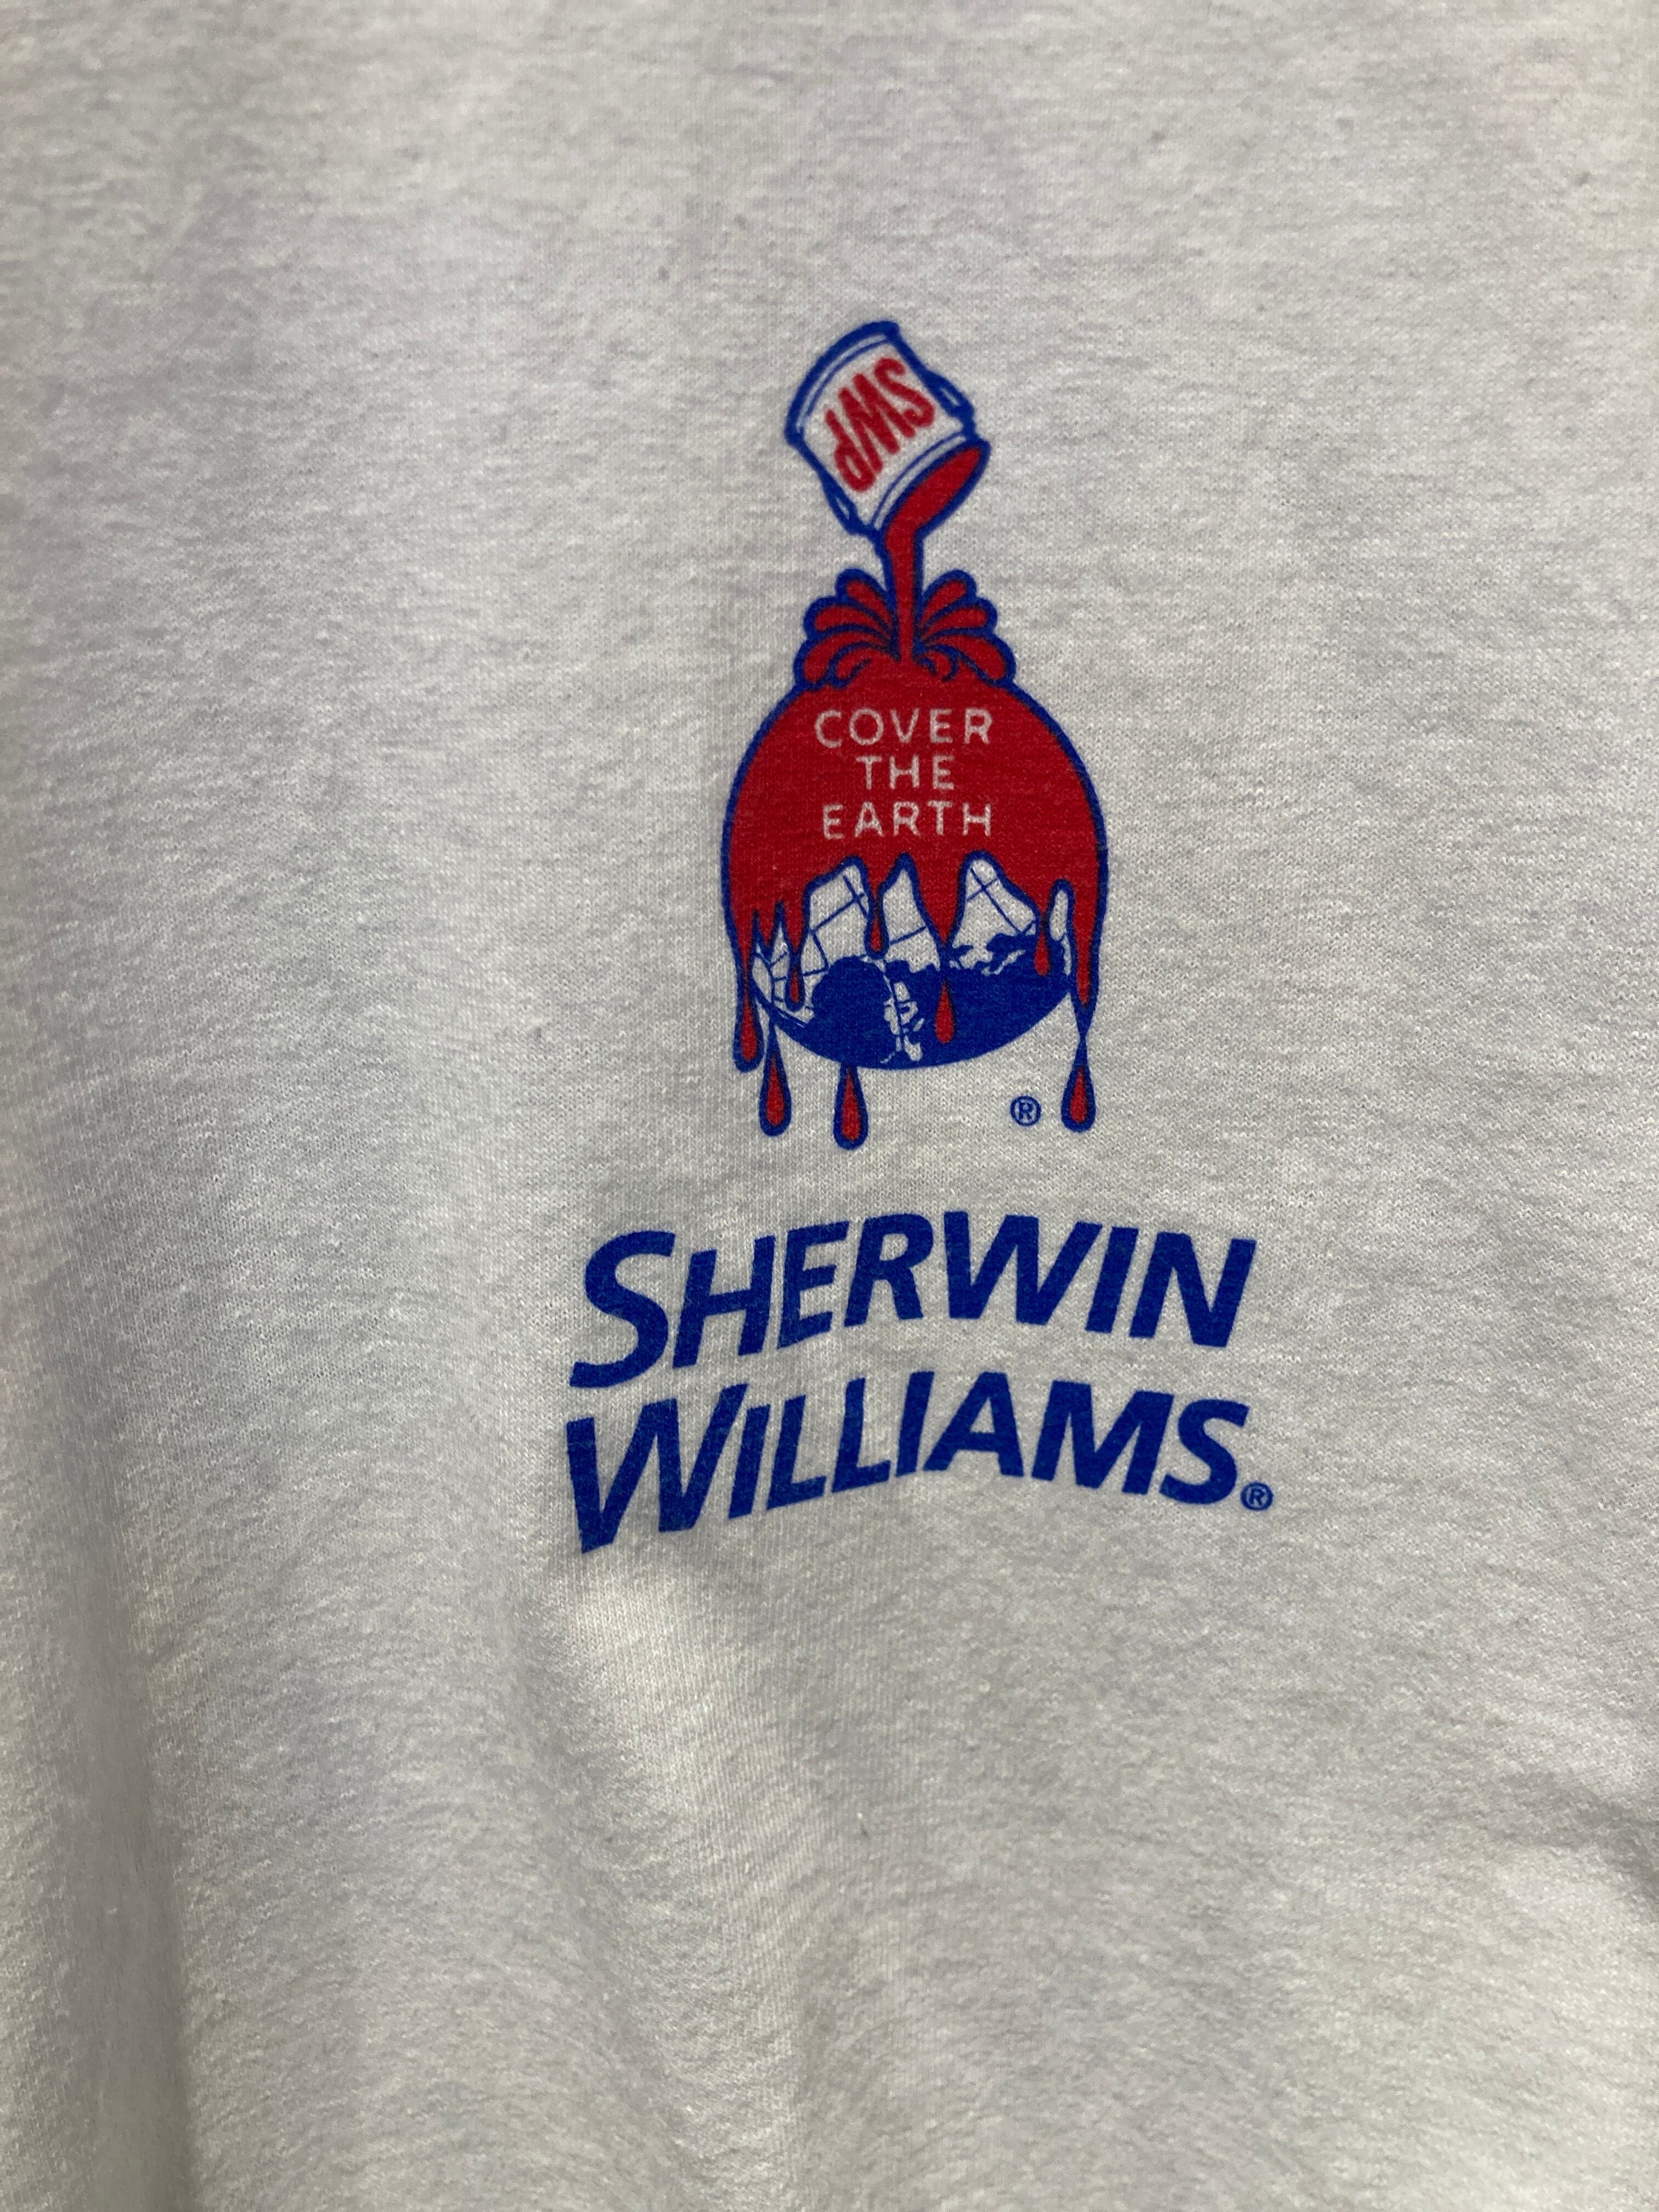 SWP
COVER
THE
EARTH
®
SHERWIN
WILLIAMS®